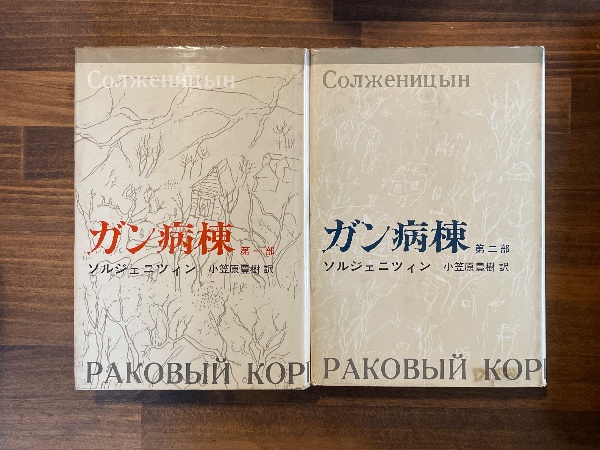 Солженицын
ガン病棟 第一部
ソルジェニツィン 小笠原豊樹 訳
РАКОВЫЙ КОР
Солженицын
ガン病棟 第二部
ソルジェニツィン 小笠原豊樹 訳
РАКОВЫЙ КОР